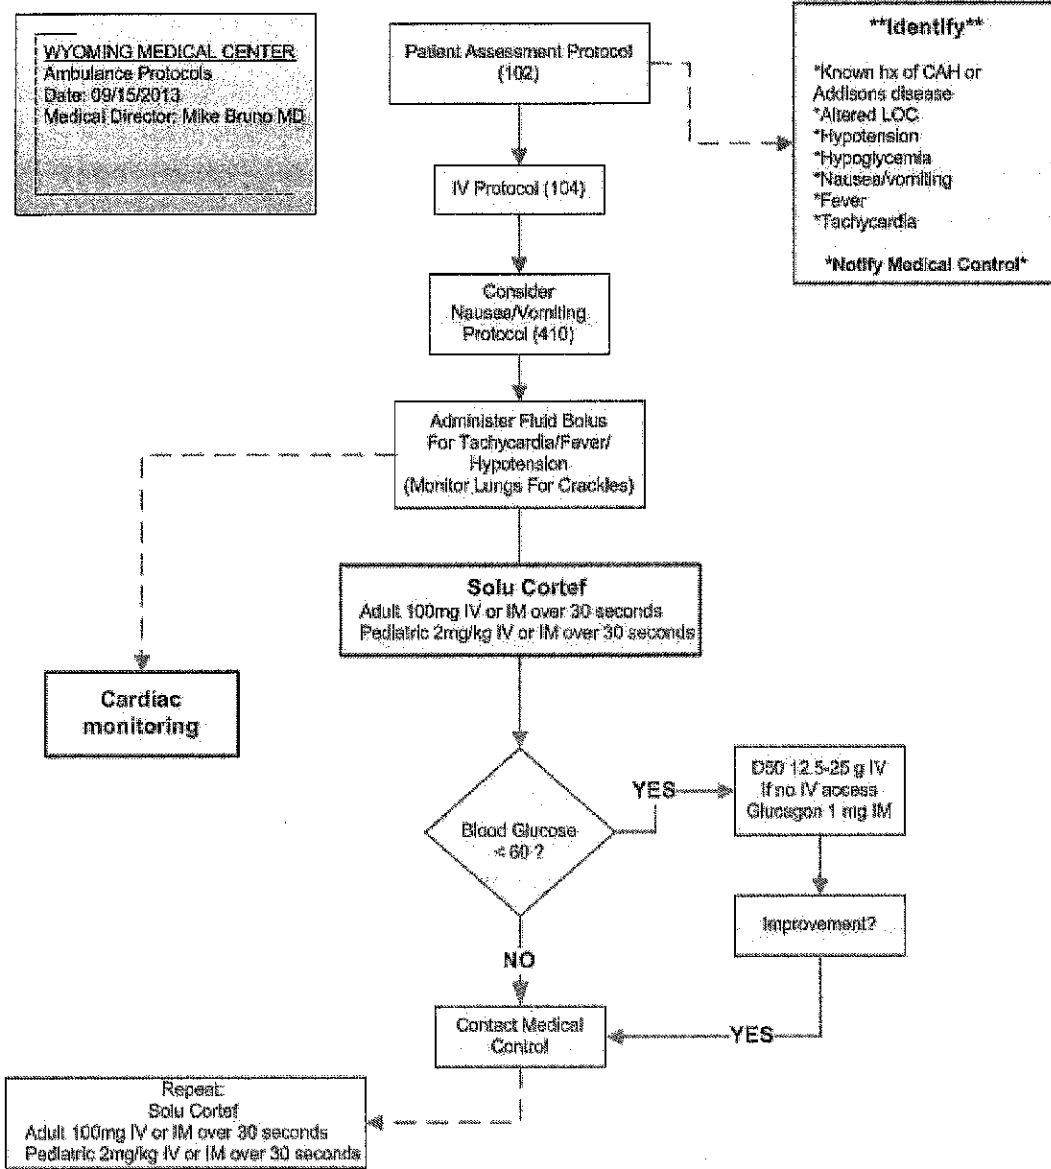 WYOMING MEDICAL CENTER
Ambulance Protocols
Date: 09/15/2013
Medical Director: Mike Bruno MD
Patient Assessment Protocol
(102)
**Identify**
*Known hx of CAH or
Addisons disease
*Altered LOC
*Hypotension
*Hypoglycemia
*Nausea/vomiting
*Fever
*Tachycardia
*Notify Medical Control*
IV Protocol (104)
Consider
Nausea/Vomiting
Protocol (410)
Administer Fluid Bolus
For Tachycardia/Fever/
Hypotension
(Monitor Lungs For Crackles)
Solu Cortef
Adult 100mg IV or IM over 30 seconds
Pediatric 2mg/kg IV or IM over 30 seconds
Cardiac
monitoring
Blood Glucose
< 60 ?
YES
D50 12.5-25 g IV
If no IV access
Glucagon 1 mg IM
Improvement?
NO
YES
Contact Medical
Control
Repeat:
Solu Cortef
Adult 100mg IV or IM over 30 seconds
Pediatric 2mg/kg IV or IM over 30 seconds